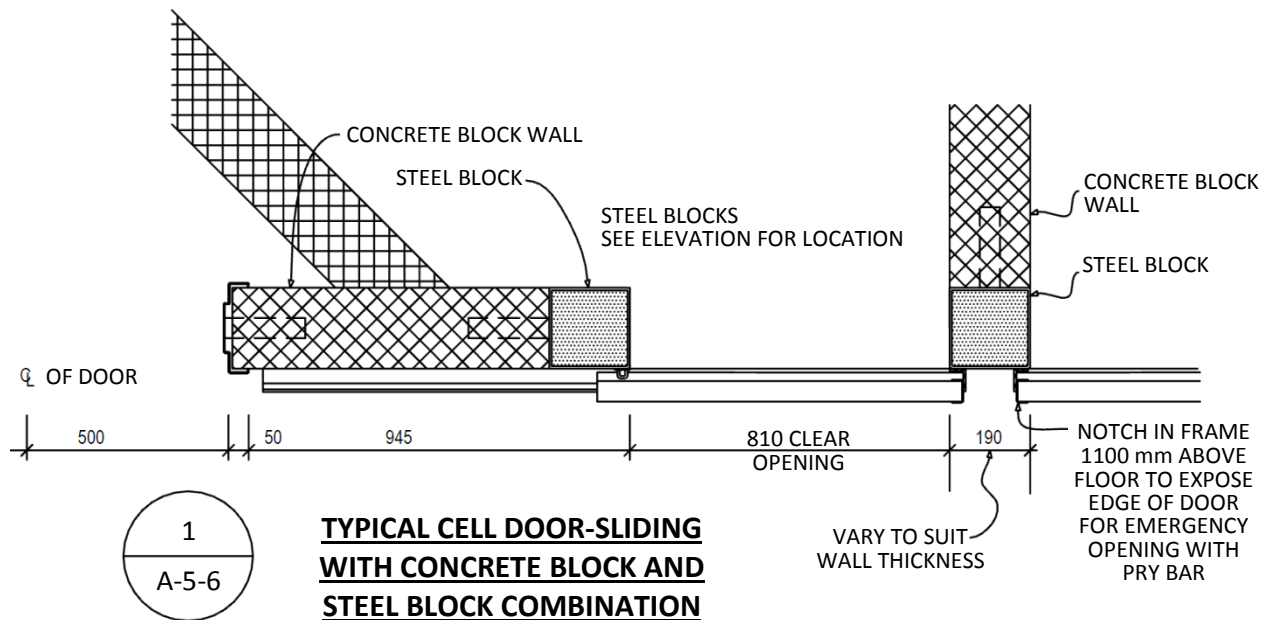 CONCRETE BLOCK WALL
STEEL BLOCK
STEEL BLOCKS
SEE ELEVATION FOR LOCATION
CONCRETE BLOCK
WALL
STEEL BLOCK
℄ OF DOOR
500
50
945
810 CLEAR
OPENING
190
NOTCH IN FRAME
1100 mm ABOVE
FLOOR TO EXPOSE
EDGE OF DOOR
FOR EMERGENCY
OPENING WITH
PRY BAR
VARY TO SUIT
WALL THICKNESS
1
A-5-6
TYPICAL CELL DOOR-SLIDING
WITH CONCRETE BLOCK AND
STEEL BLOCK COMBINATION